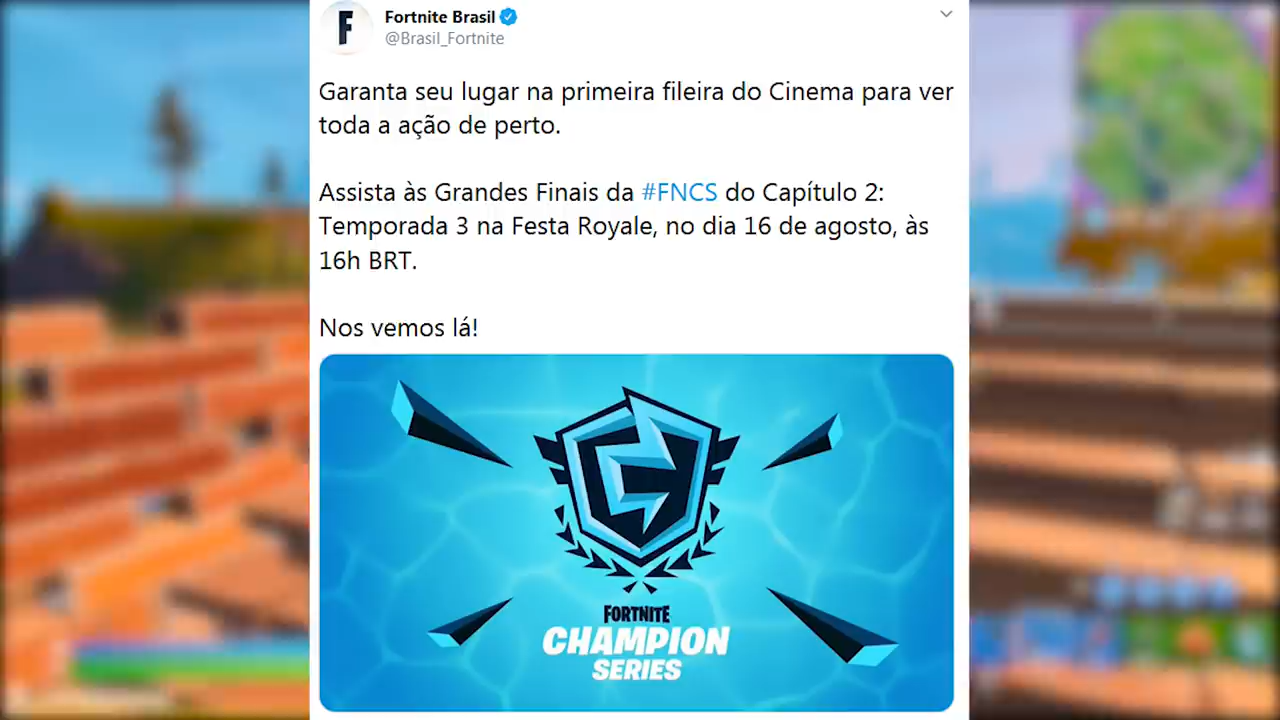 Fortnite Brasil
@Brasil_Fortnite
Garanta seu lugar na primeira fileira do Cinema para ver
toda a ação de perto.
Assista às Grandes Finais da #FNCS do Capítulo 2:
Temporada 3 na Festa Royale, no dia 16 de agosto, às
16h BRT.
Nos vemos lá!
FORTNITE
CHAMPION
SERIES